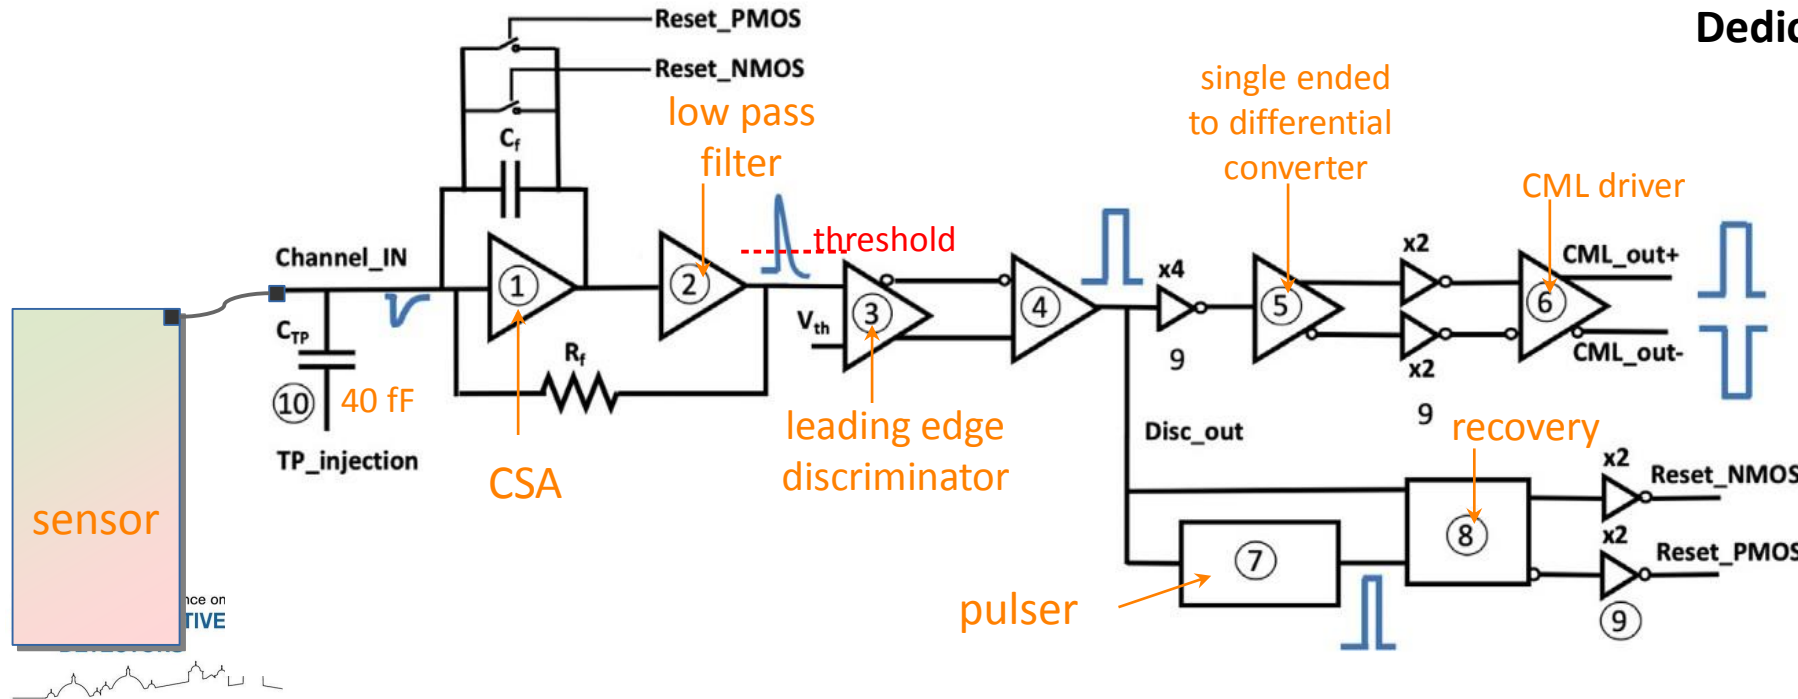 Dedic
Reset_PMOS
Reset_NMOS
low pass
filter
single ended
to differential
converter
CML driver
Cf
threshold
Channel_IN
1
2
3
4
x4
5
x2
6
CML_out+
CML_out-
CTP
Vth
Rf
9
x2
9
10
40 fF
TP_injection
CSA
leading edge
discriminator
Disc_out
recovery
x2
Reset_NMOS
sensor
7
8
x2
Reset_PMOS
pulser
9
nce on
TIVE